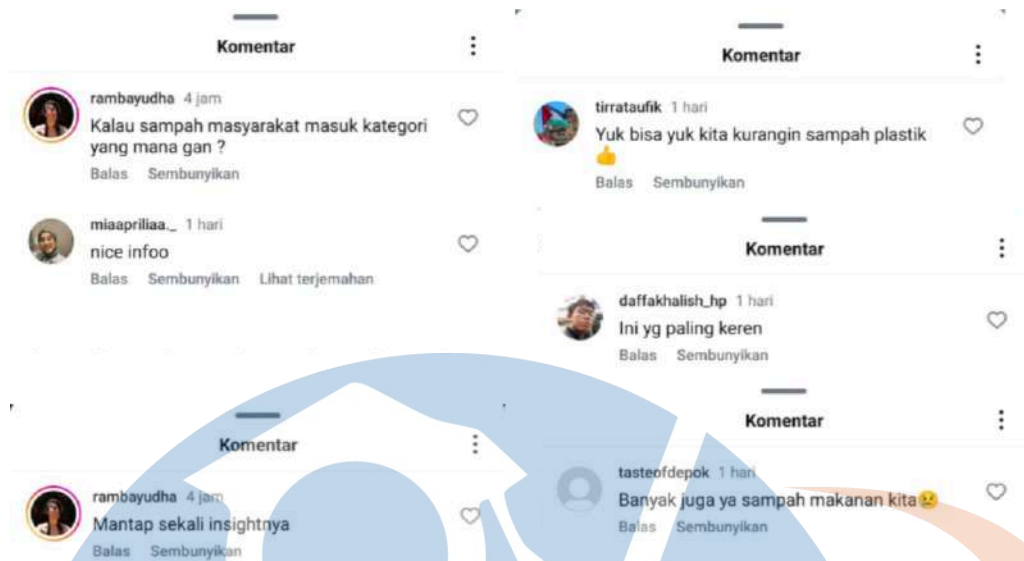 Komentar
rambayudha 4 jam
Kalau sampah masyarakat masuk kategori
yang mana gan ?
Balas Sembunyikan
miaapriliaa._ 1 hari
nice infoo
Balas Sembunyikan Lihat terjemahan
Komentar
rambayudha 4 jam
Mantap sekali insightnya
Balas Sembunyikan
Komentar
tirrataufik 1 hari
Yuk bisa yuk kita kurangin sampah plastik
👍
Balas Sembunyikan
Komentar
daffakhalish_hp 1 hari
Ini yg paling keren
Balas Sembunyikan
Komentar
tasteofdepok 1 hari
Banyak juga ya sampah makanan kita😢
Balas Sembunyikan